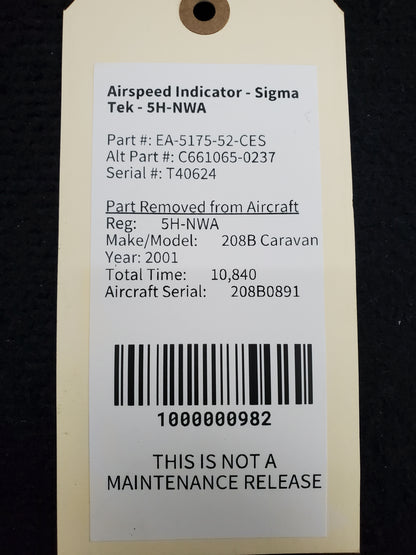 Airspeed Indicator - Sigma
Tek - 5H-NWA
Part #: EA-5175-52-CES
Alt Part #: C661065-0237
Serial #: T40624
Part Removed from Aircraft
Reg: 5H-NWA
Make/Model: 208B Caravan
Year: 2001
Total Time: 10,840
Aircraft Serial: 208B0891
1000000982
THIS IS NOT A
MAINTENANCE RELEASE